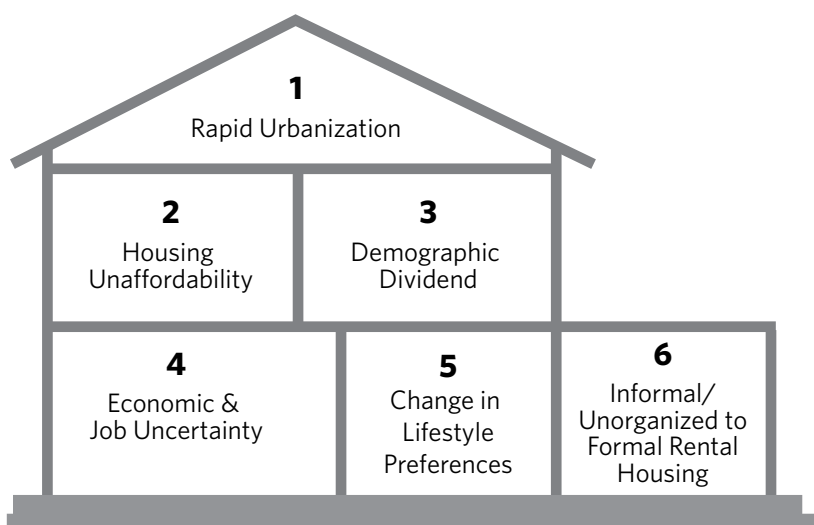 1
Rapid Urbanization
2
Housing
Unaffordability
3
Demographic
Dividend
4
Economic &
Job Uncertainty
5
Change in
Lifestyle
Preferences
6
Informal/
Unorganized to
Formal Rental
Housing